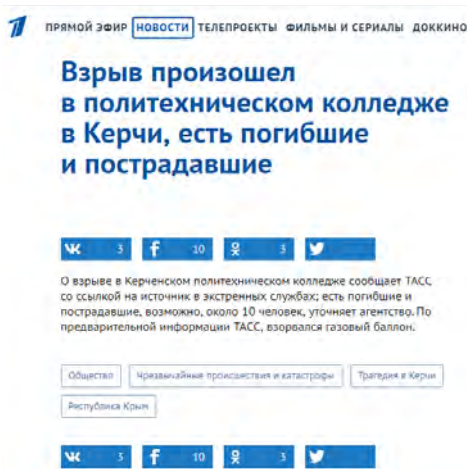 ПРЯМОЙ ЭФИР НОВОСТИ ТЕЛЕПРОЕКТЫ ФИЛЬМЫ И СЕРИАЛЫ ДОККИНО
Взрыв произошел
в политехническом колледже
в Керчи, есть погибшие
и пострадавшие
3 10 3
О взрыве в Керченском политехническом колледже сообщает ТАСС
со ссылкой на источник в экстренных службах; есть погибшие и
пострадавшие, возможно, около 10 человек, уточняет агентство. По
предварительной информации ТАСС, взорвался газовый баллон.
Общество Чрезвычайные происшествия и катастрофы Трагедия в Керчи
Республика Крым
3 10 3